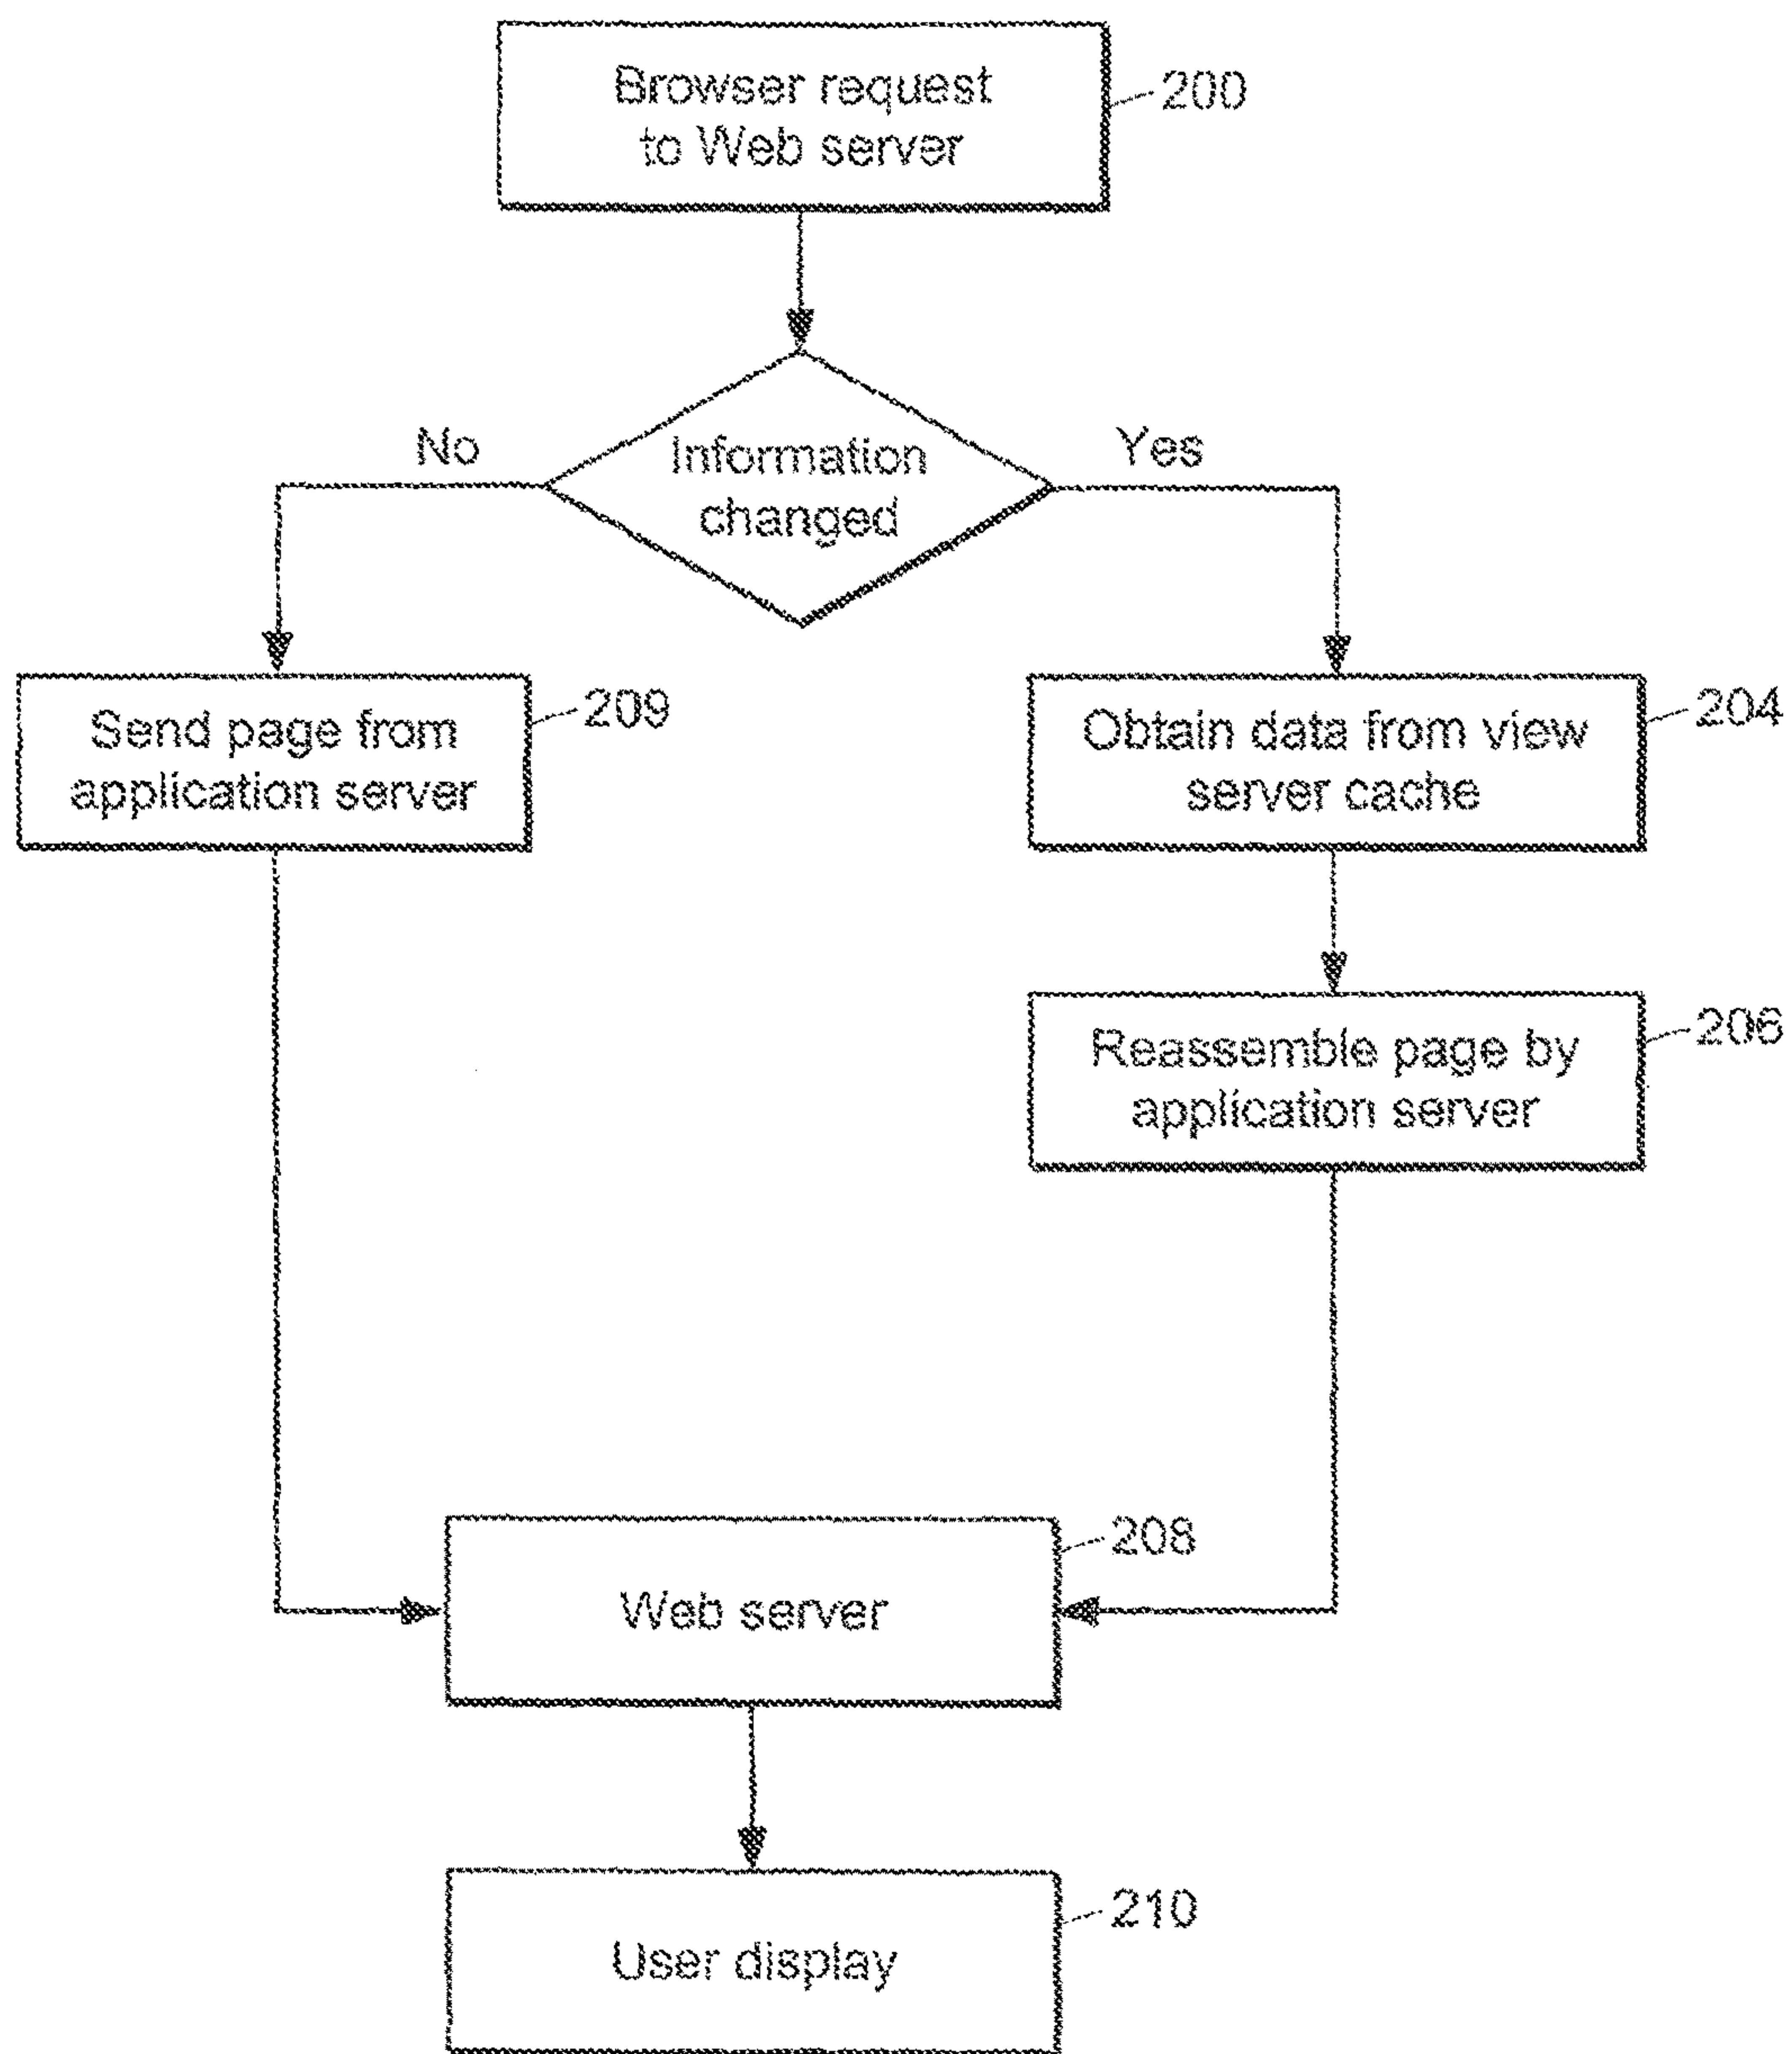 Browser request
to Web server
200
Information
changed
No
Yes
Send page from
application server
209
Obtain data from view
server cache
204
Reassemble page by
application server
206
Web server
208
User display
210